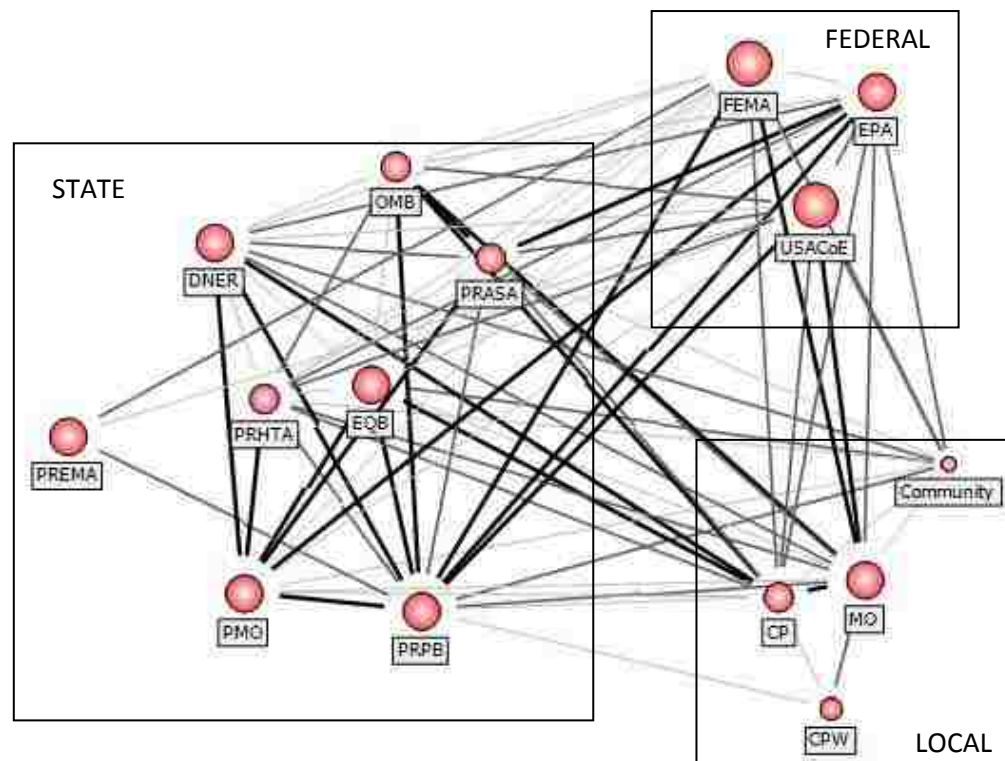 FEDERAL
FEMA
EPA
STATE
OMB
USACoE
DNER
PRASA
PRHTA
EQB
PREMA
Community
PMO
PRPB
CP
MO
CPW
LOCAL